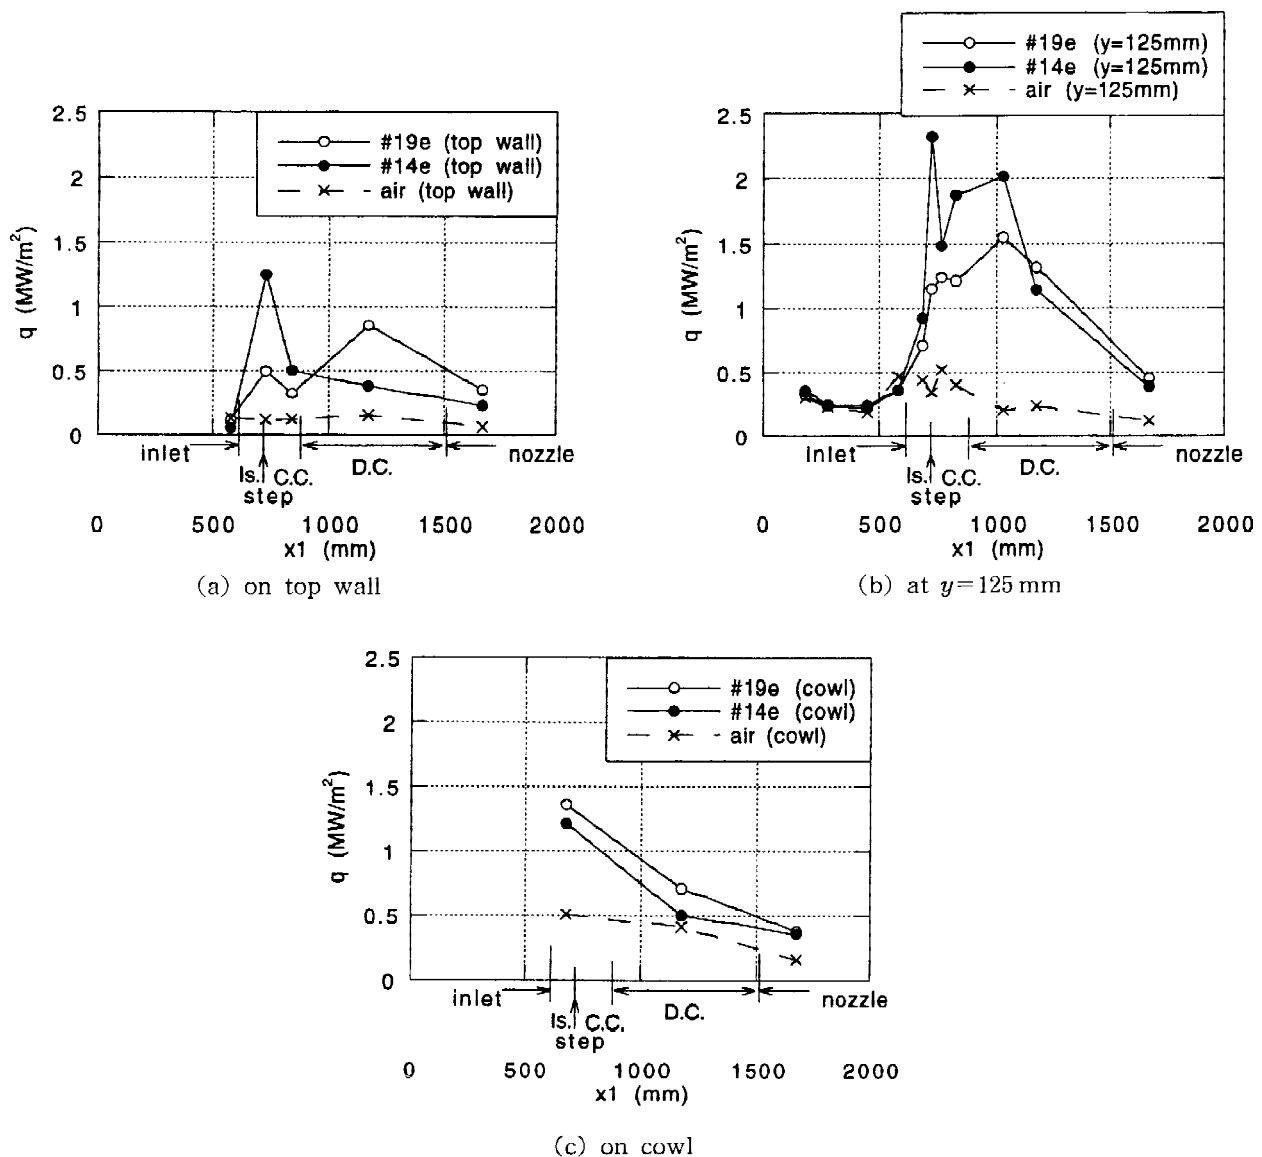 #19e (top wall)
#14e (top wall)
air (top wall)
2.5
2
1.5
1
0.5
0
q (MW/m²)
inlet
Is.
C.C.
step
D.C.
nozzle
0 500 1000 1500 2000
x1 (mm)
(a) on top wall
#19e (y=125mm)
#14e (y=125mm)
air (y=125mm)
2.5
2
1.5
1
0.5
0
q (MW/m²)
inlet
Is.
C.C.
step
D.C.
nozzle
0 500 1000 1500 2000
x1 (mm)
(b) at y=125 mm
#19e (cowl)
#14e (cowl)
air (cowl)
2.5
2
1.5
1
0.5
0
q (MW/m²)
inlet
Is.
C.C.
step
D.C.
nozzle
0 500 1000 1500 2000
x1 (mm)
(c) on cowl